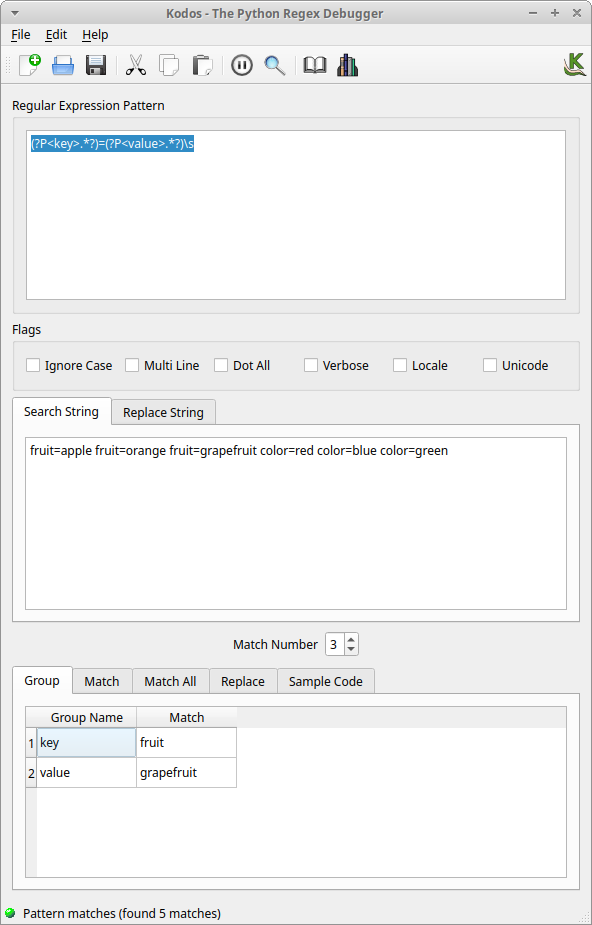 Kodos - The Python Regex Debugger
File Edit Help
K
Regular Expression Pattern
(?P<key>.*?)=(?P<value>.*?)\s
Flags
Ignore Case Multi Line Dot All Verbose Locale Unicode
Search String Replace String
fruit=apple fruit=orange fruit=grapefruit color=red color=blue color=green
Match Number 3
Group Match Match All Replace Sample Code
Group Name Match
1 key fruit
2 value grapefruit
Pattern matches (found 5 matches)